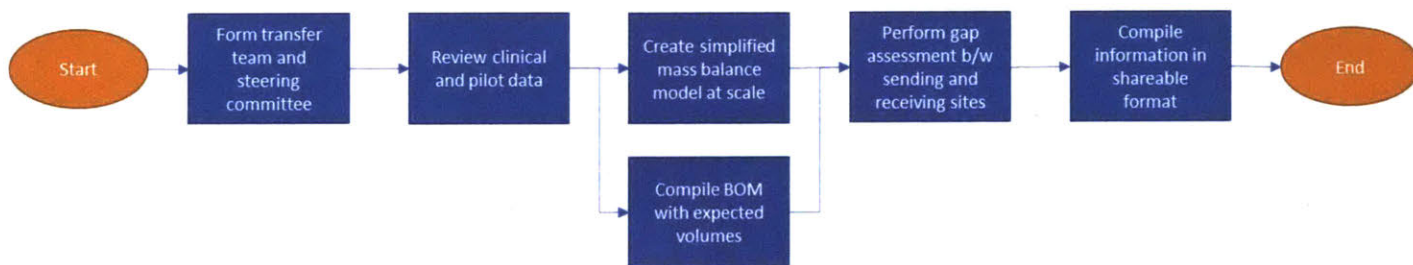 Start
Form transfer
team and
steering
committee
Review clinical
and pilot data
Create simplified
mass balance
model at scale
Compile BOM
with expected
volumes
Perform gap
assessment b/w
sending and
receiving sites
Compile
information in
shareable
format
End